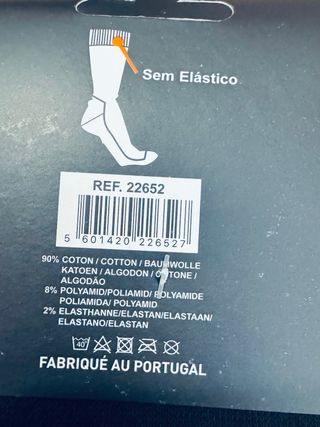 Sem Elástico
REF. 22652
5 601420 226527
90% COTON / COTTON / BAUMWOLLE
KATOEN / ALGODON / COTONE /
ALGODÃO
8% POLYAMID/POLIAMID/ POLYAMIDE
POLIAMIDA/ POLYAMID
2% ELASTHANNE/ELASTAN/ELASTAAN/
ELASTANO/ELASTAN
40°
FABRIQUÉ AU PORTUGAL